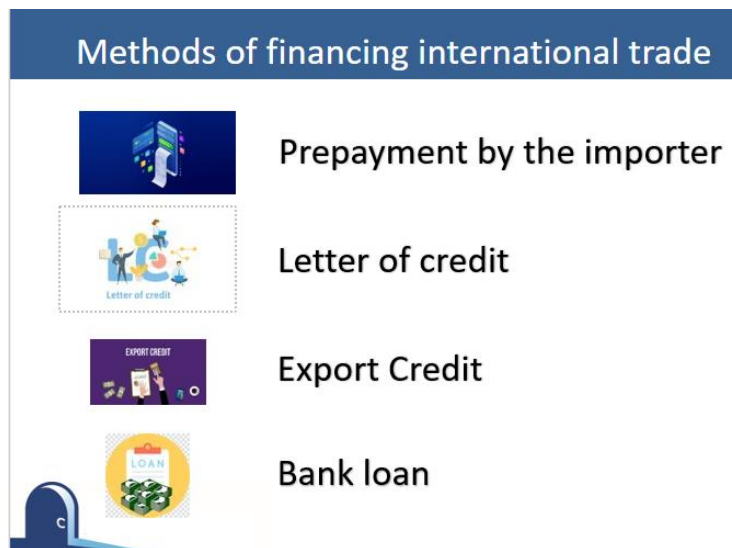 Methods of financing international trade
Prepayment by the importer
LC
Letter of credit
Letter of credit
EXPORT CREDIT
Export Credit
LOAN
Bank loan
C